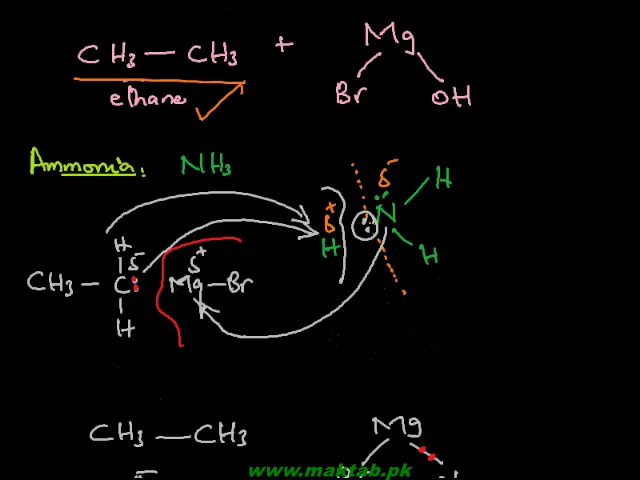 CH3 — CH3 + Mg
ethane Br OH
Ammonia: NH3
δ- H
δ+ N
H H
H δ- δ+
CH3 — C: Mg — Br
H
CH3 — CH3 Mg
www.maktab.pk